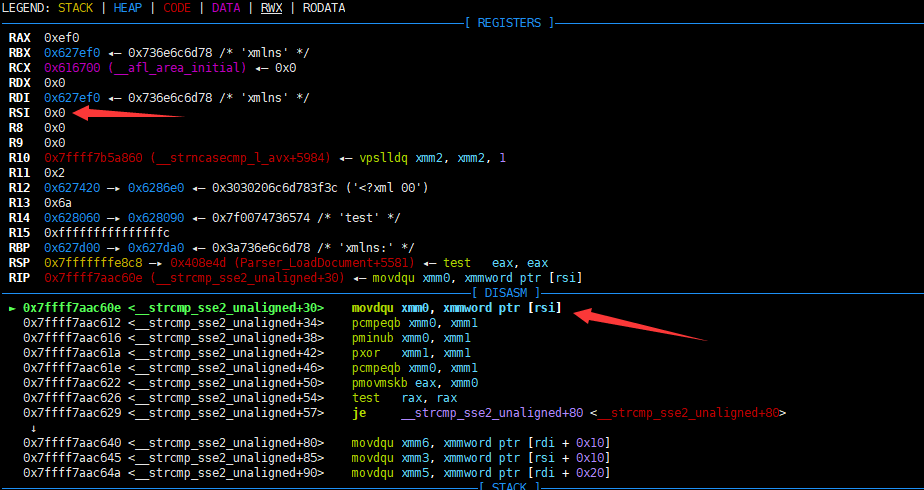 LEGEND: STACK | HEAP | CODE | DATA | RWX | RODATA
[ REGISTERS ]
RAX 0xef0
RBX 0x627ef0 ◂— 0x736e6c6d78 /* 'xmlns' */
RCX 0x616700 (__afl_area_initial) ◂— 0x0
RDX 0x0
RDI 0x627ef0 ◂— 0x736e6c6d78 /* 'xmlns' */
RSI 0x0
R8 0x0
R9 0x0
R10 0x7ffff7b5a860 (__strncasecmp_l_avx+5984) ◂— vpslldq xmm2, xmm2, 1
R11 0x2
R12 0x627420 —▸ 0x6286e0 ◂— 0x3030206c6d783f3c ('<?xml 00')
R13 0x6a
R14 0x628060 —▸ 0x628090 ◂— 0x7f0074736574 /* 'test' */
R15 0xfffffffffffffffc
RBP 0x627d00 —▸ 0x627da0 ◂— 0x3a736e6c6d78 /* 'xmlns:' */
RSP 0x7fffffffe8c8 —▸ 0x408e4d (Parser_LoadDocument+5581) ◂— test eax, eax
RIP 0x7ffff7aac60e (__strcmp_sse2_unaligned+30) ◂— movdqu xmm0, xmmword ptr [rsi]
[ DISASM ]
► 0x7ffff7aac60e <__strcmp_sse2_unaligned+30> movdqu xmm0, xmmword ptr [rsi]
0x7ffff7aac612 <__strcmp_sse2_unaligned+34> pcmpeqb xmm0, xmm1
0x7ffff7aac616 <__strcmp_sse2_unaligned+38> pminub xmm0, xmm1
0x7ffff7aac61a <__strcmp_sse2_unaligned+42> pxor xmm1, xmm1
0x7ffff7aac61e <__strcmp_sse2_unaligned+46> pcmpeqb xmm0, xmm1
0x7ffff7aac622 <__strcmp_sse2_unaligned+50> pmovmskb eax, xmm0
0x7ffff7aac626 <__strcmp_sse2_unaligned+54> test rax, rax
0x7ffff7aac629 <__strcmp_sse2_unaligned+57> je __strcmp_sse2_unaligned+80 <__strcmp_sse2_unaligned+80>
↓
0x7ffff7aac640 <__strcmp_sse2_unaligned+80> movdqu xmm6, xmmword ptr [rdi + 0x10]
0x7ffff7aac645 <__strcmp_sse2_unaligned+85> movdqu xmm3, xmmword ptr [rsi + 0x10]
0x7ffff7aac64a <__strcmp_sse2_unaligned+90> movdqu xmm5, xmmword ptr [rdi + 0x20]
[ STACK ]